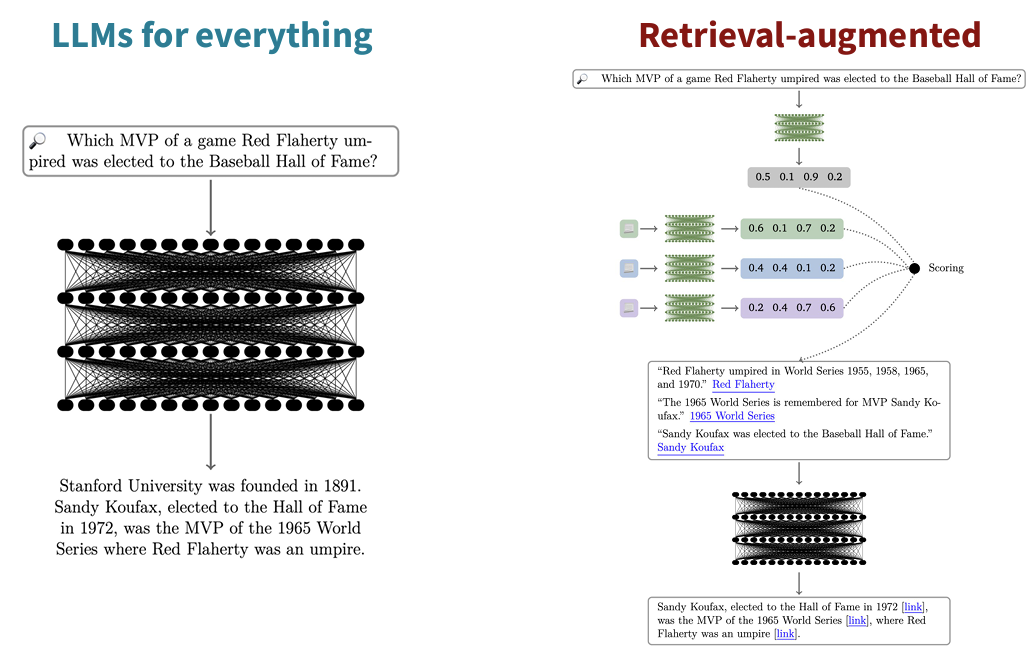 LLMs for everything
Which MVP of a game Red Flaherty um-
pired was elected to the Baseball Hall of Fame?
Stanford University was founded in 1891.
Sandy Koufax, elected to the Hall of Fame
in 1972, was the MVP of the 1965 World
Series where Red Flaherty was an umpire.
Retrieval-augmented
Which MVP of a game Red Flaherty umpired was elected to the Baseball Hall of Fame?
0.5 0.1 0.9 0.2
0.6 0.1 0.7 0.2
0.4 0.4 0.1 0.2
Scoring
0.2 0.4 0.7 0.6
“Red Flaherty umpired in World Series 1955, 1958, 1965,
and 1970.” Red Flaherty
“The 1965 World Series is remembered for MVP Sandy Ko-
ufax.” 1965 World Series
“Sandy Koufax was elected to the Baseball Hall of Fame.”
Sandy Koufax
Sandy Koufax, elected to the Hall of Fame in 1972 [link],
was the MVP of the 1965 World Series [link], where Red
Flaherty was an umpire [link].